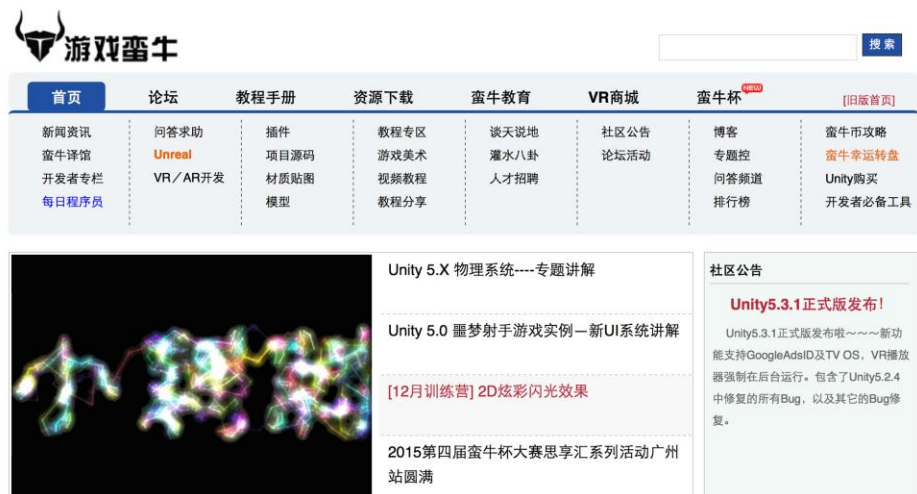 游戏蛮牛
搜 索
首页 论坛 教程手册 资源下载 蛮牛教育 VR商城 蛮牛杯 NEW [旧版首页]
新闻资讯 问答求助 插件 教程专区 谈天说地 社区公告 博客 蛮牛币攻略
蛮牛译馆 Unreal 项目源码 游戏美术 灌水八卦 论坛活动 专题控 蛮牛幸运转盘
开发者专栏 VR／AR开发 材质贴图 视频教程 人才招聘 问答频道 Unity购买
每日程序员 模型 教程分享 排行榜 开发者必备工具
Unity 5.X 物理系统----专题讲解
Unity 5.0 噩梦射手游戏实例—新UI系统讲解
[12月训练营] 2D炫彩闪光效果
2015第四届蛮牛杯大赛思享汇系列活动广州
站圆满
社区公告
Unity5.3.1正式版发布！
Unity5.3.1正式版发布啦～～～新功
能支持GoogleAdsID及TV OS，VR播放
器强制在后台运行。包含了Unity5.2.4
中修复的所有Bug，以及其它的Bug修
复。